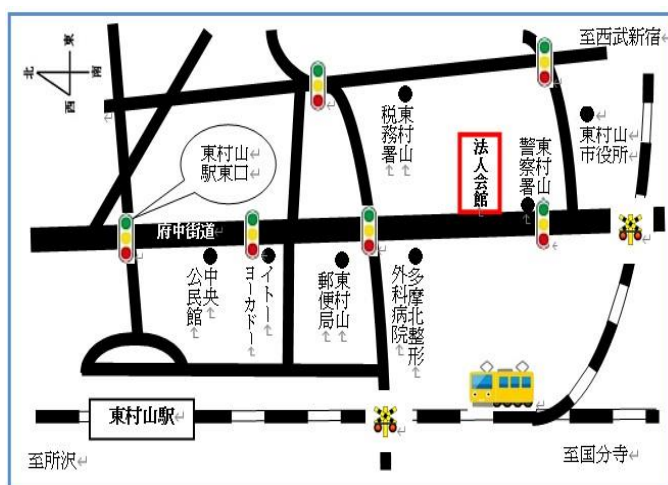 東
北
南
西
至西武新宿
東村山
税務署
法人会館
東村山
警察署
東村山
市役所
東村山
駅東口
府中街道
中央
公民館
イトー
ヨーカドー
東村山
郵便局
多摩北整形
外科病院
東村山駅
至所沢
至国分寺